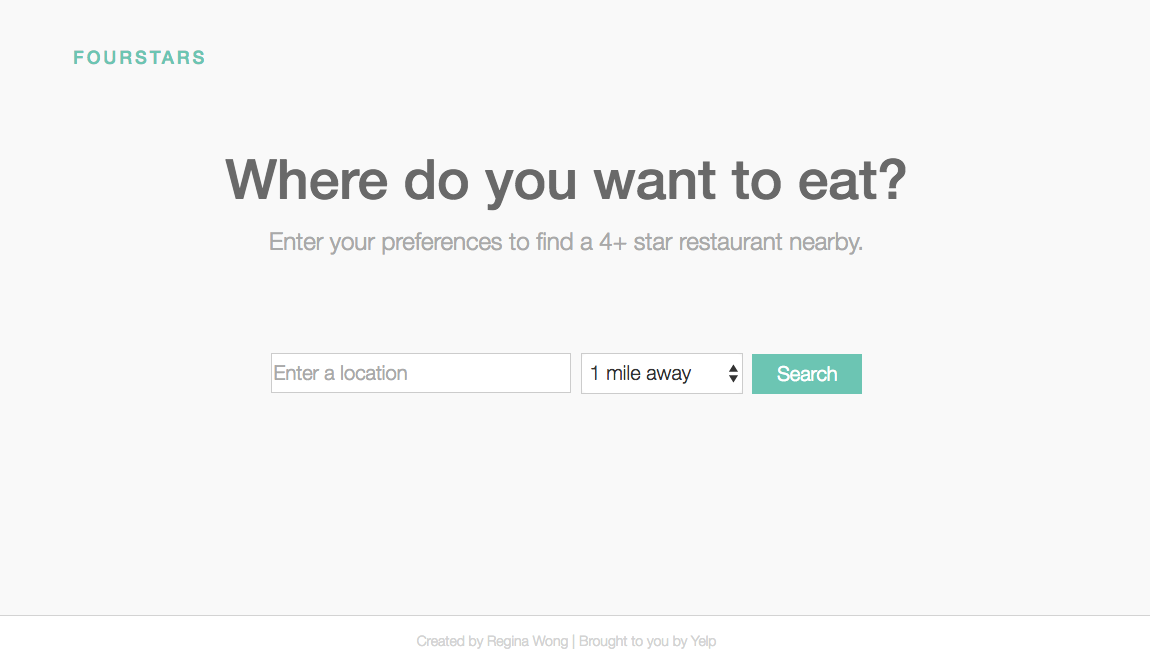 FOURSTARS
Where do you want to eat?
Enter your preferences to find a 4+ star restaurant nearby.
Enter a location 1 mile away Search
Created by Regina Wong | Brought to you by Yelp